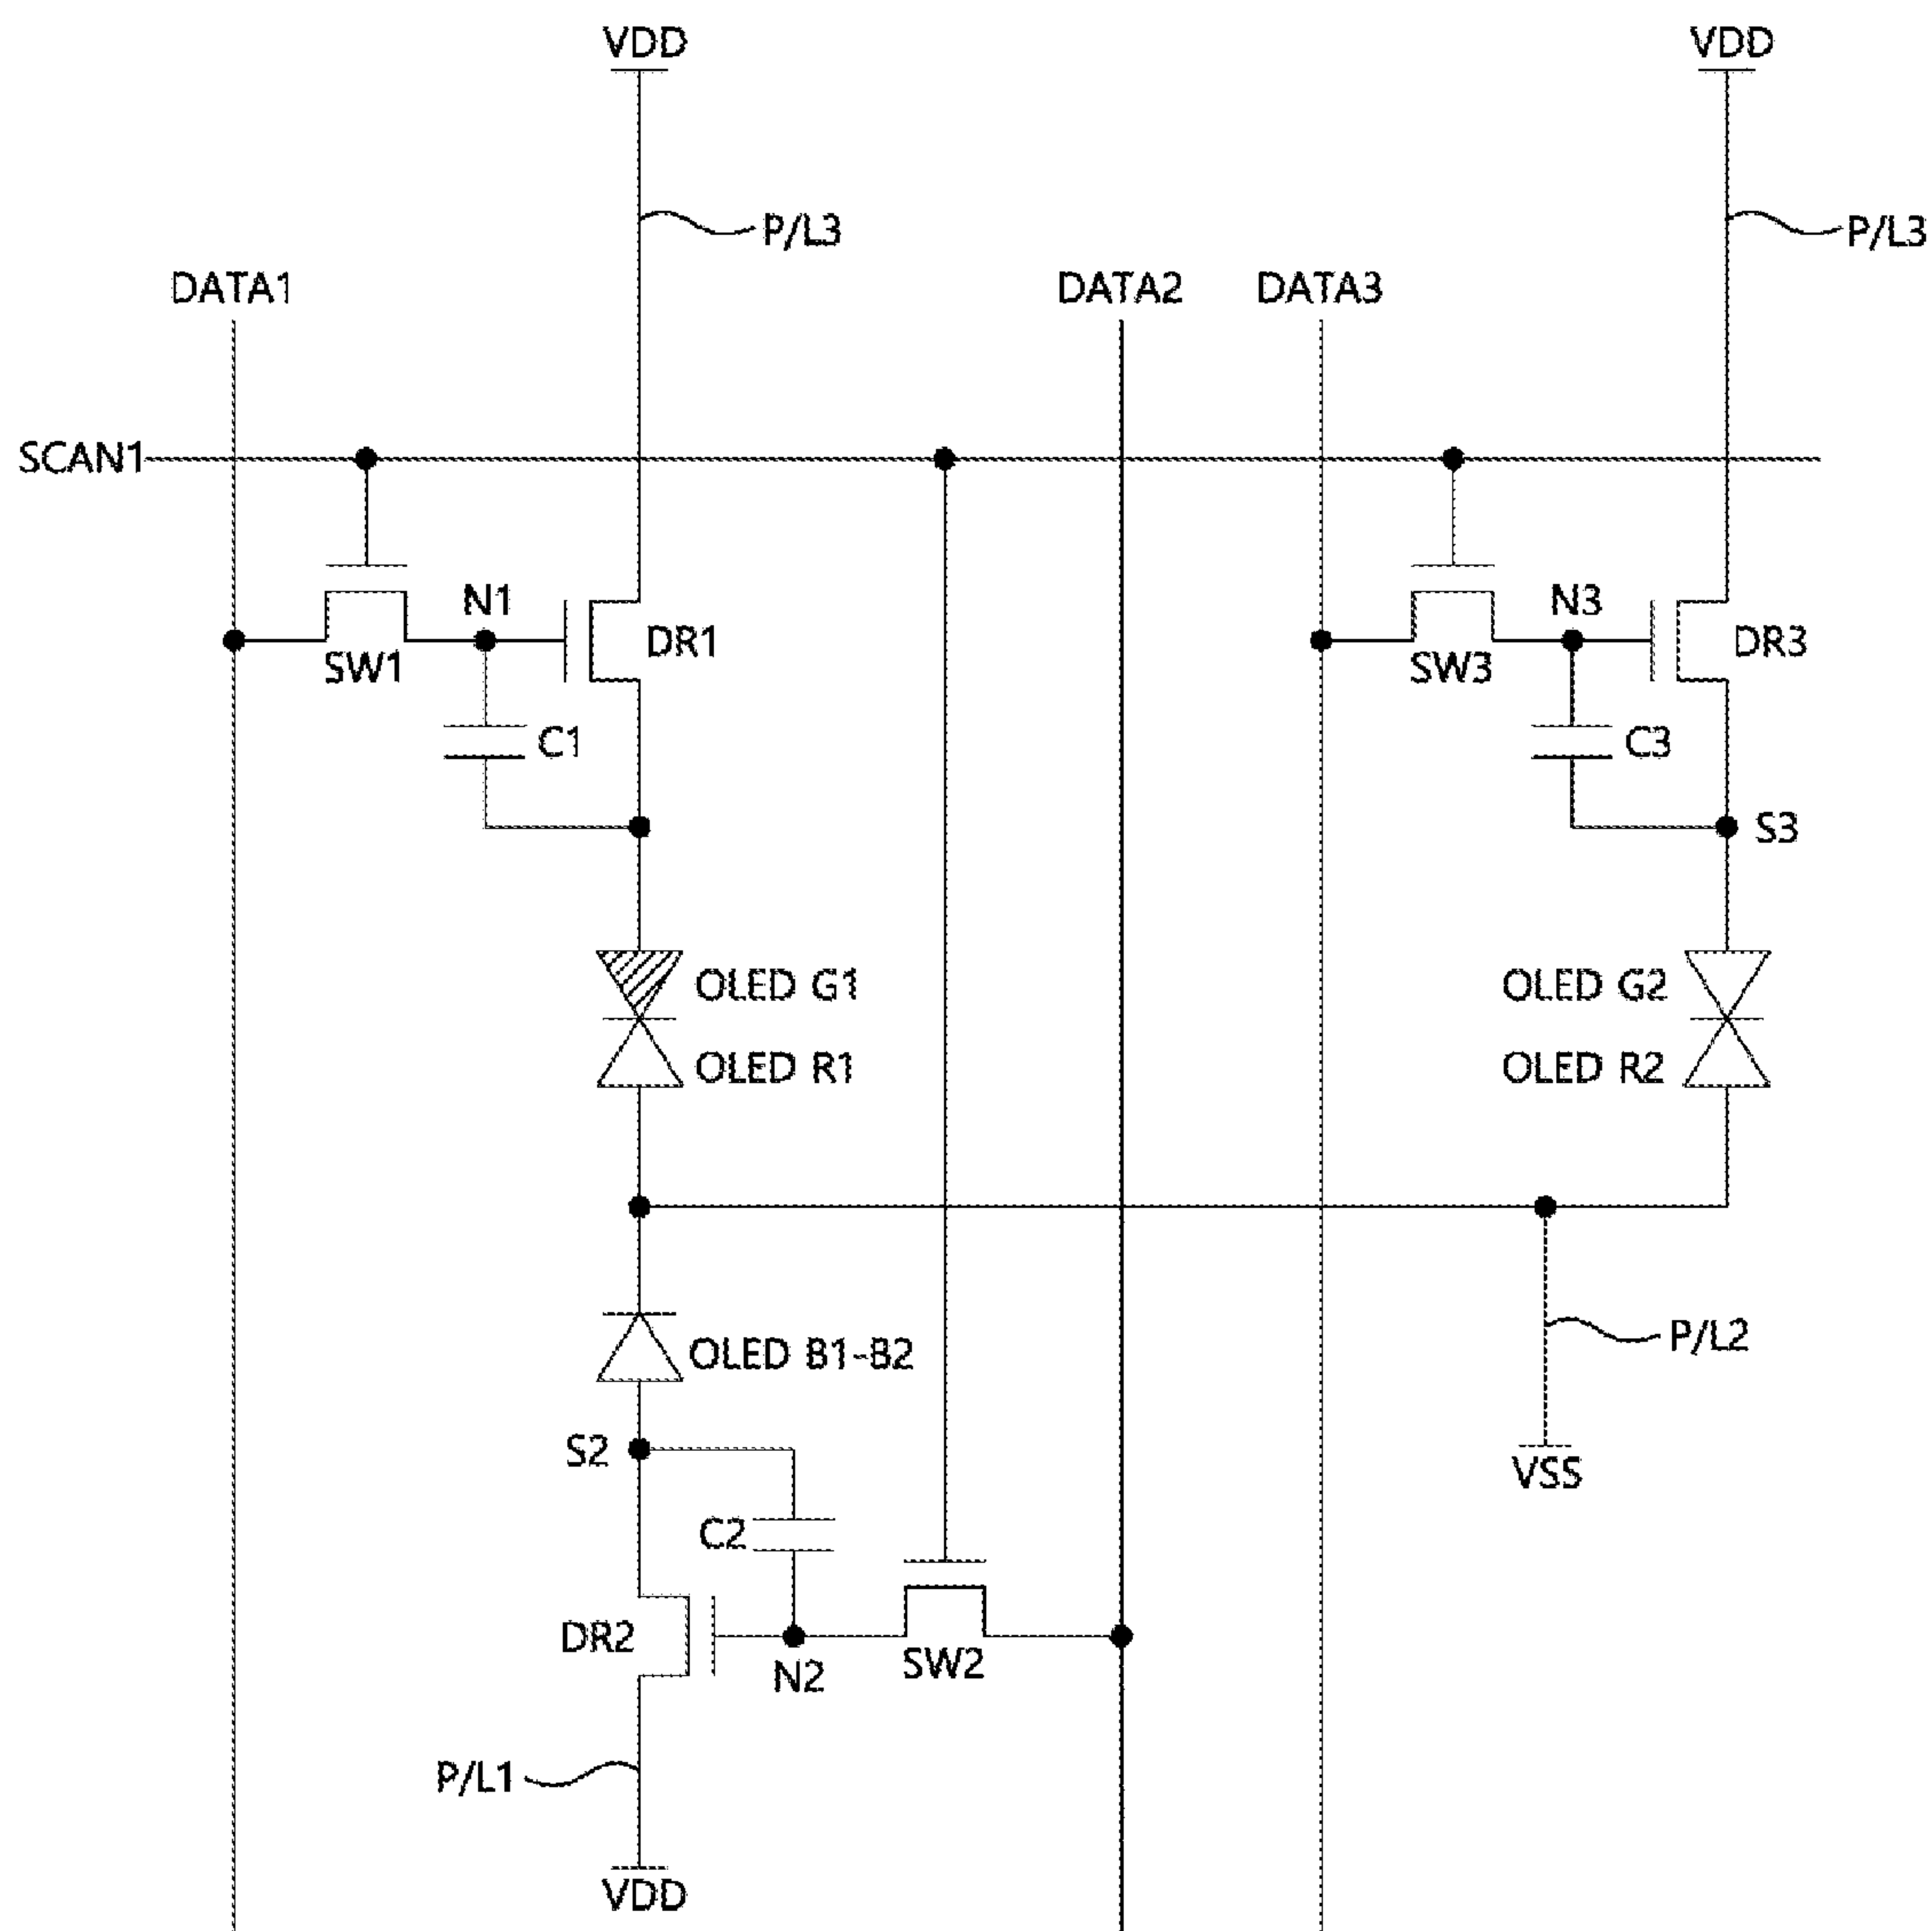 VDD
VDD
P/L3
P/L3
DATA1
DATA2
DATA3
SCAN1
N1
N3
DR1
DR3
SW1
SW3
C1
C3
S3
OLED G1
OLED G2
OLED R1
OLED R2
P/L2
OLED B1-B2
S2
VSS
C2
DR2
SW2
N2
P/L1
VDD